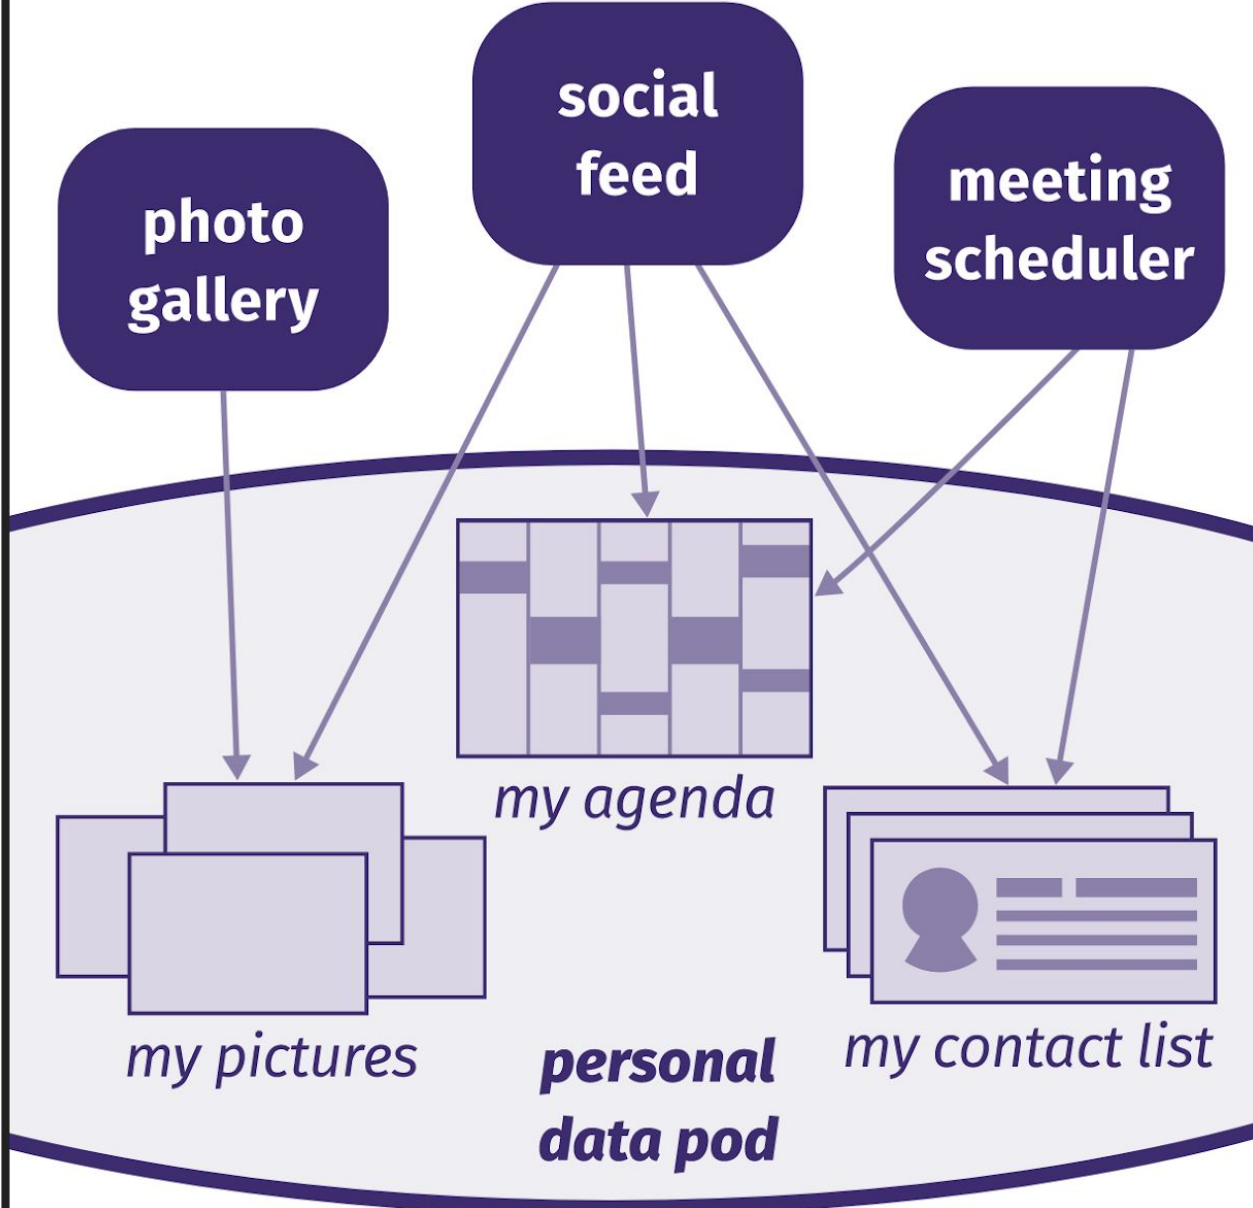 social
feed
meeting
scheduler
photo
gallery
my agenda
my pictures
my contact list
personal
data pod